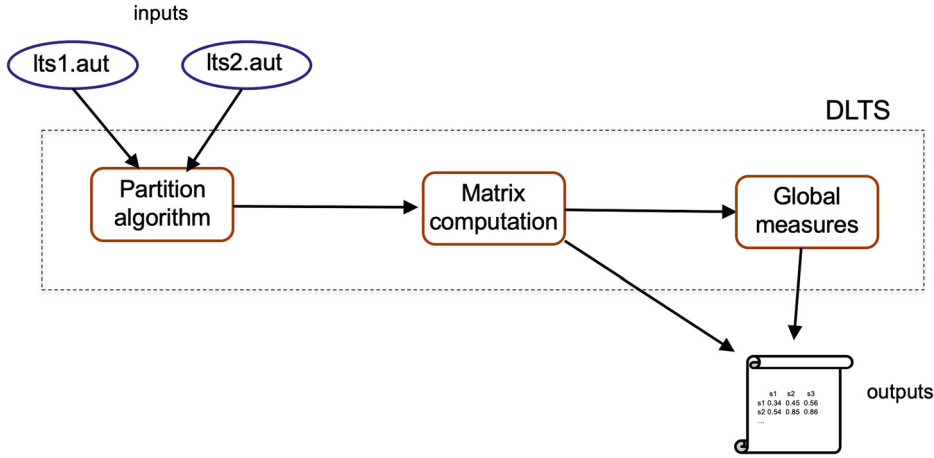 inputs
lts1.aut
lts2.aut
DLTS
Partition
algorithm
Matrix
computation
Global
measures
outputs
s1 s2 s3
s1 0.34 0.45 0.56
s2 0.54 0.85 0.86
...